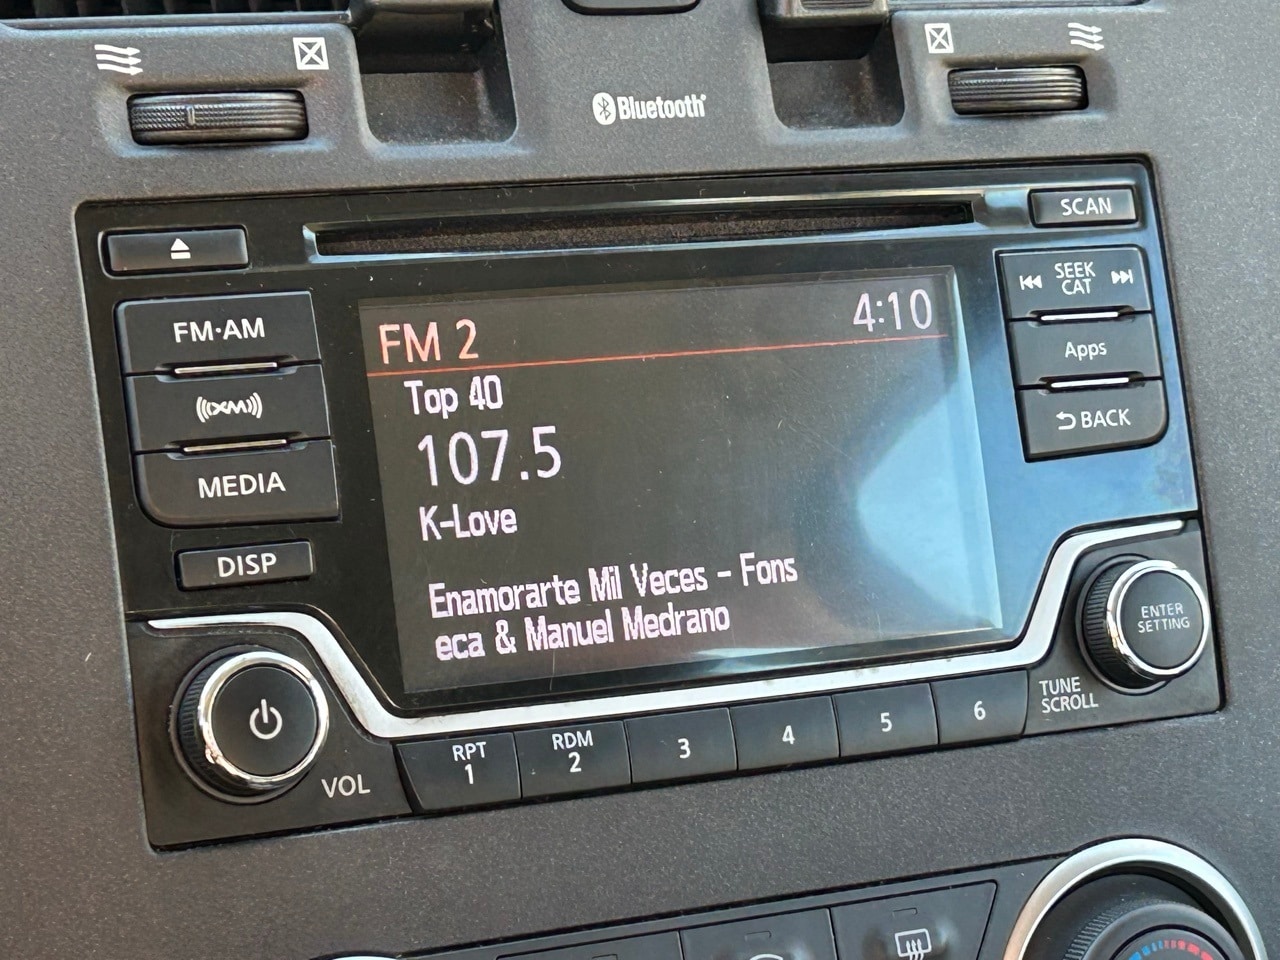 Bluetooth®
SCAN
FM·AM
XM
MEDIA
DISP
VOL
FM 2
4:10
Top 40
107.5
K-Love
Enamorarte Mil Veces - Fons
eca & Manuel Medrano
SEEK
CAT
Apps
BACK
ENTER
SETTING
TUNE
SCROLL
RPT
1
RDM
2
3
4
5
6